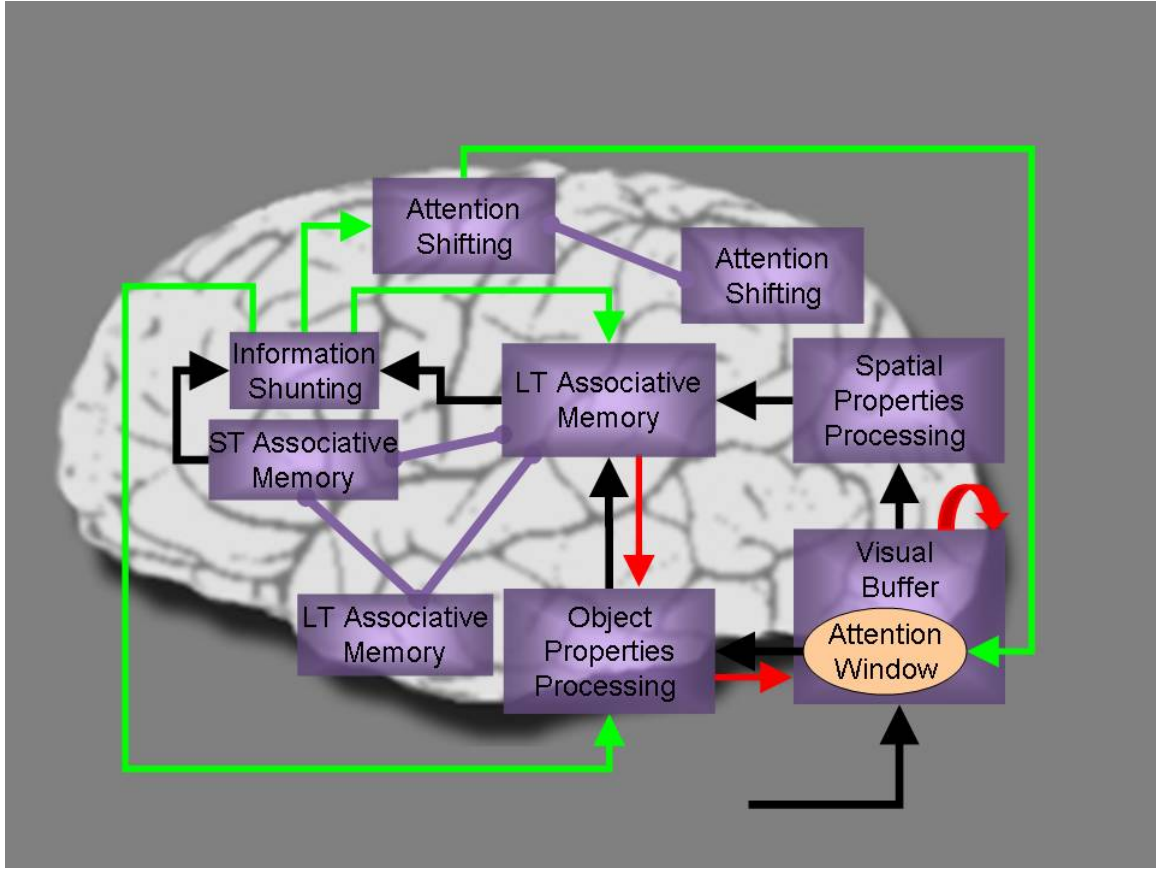 Attention
Shifting
Attention
Shifting
Information
Shunting
LT Associative
Memory
Spatial
Properties
Processing
ST Associative
Memory
Visual
Buffer
Attention
Window
LT Associative
Memory
Object
Properties
Processing